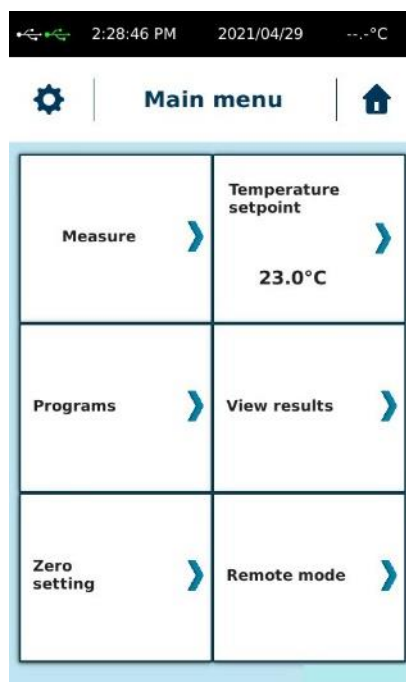 2:28:46 PM 2021/04/29 --.-°C
Main menu
Measure
Temperature
setpoint
23.0°C
Programs
View results
Zero
setting
Remote mode